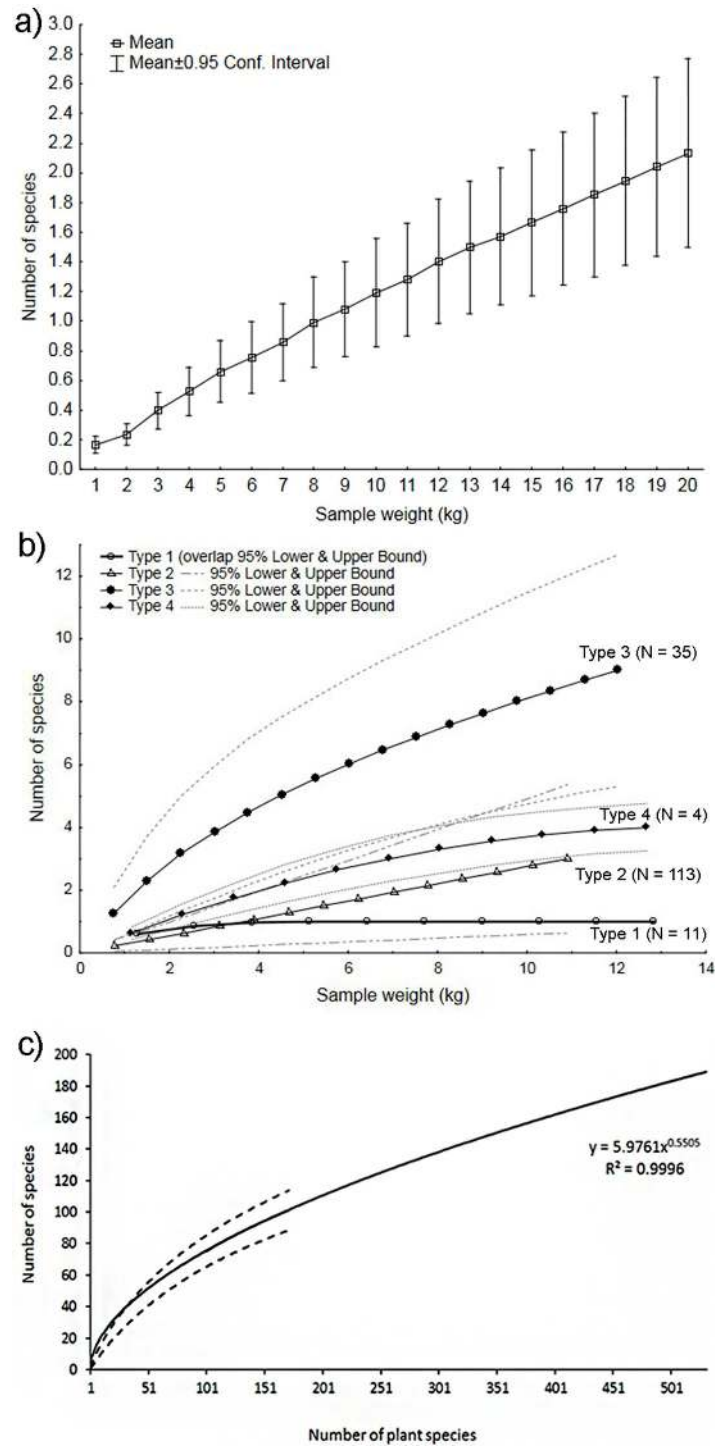 a)
3.0
2.8
2.6
2.4
2.2
2.0
1.8
1.6
1.4
1.2
1.0
0.8
0.6
0.4
0.2
0.0
Number of species
Mean
Mean±0.95 Conf. Interval
1 2 3 4 5 6 7 8 9 10 11 12 13 14 15 16 17 18 19 20
Sample weight (kg)
b)
12
10
8
6
4
2
0
Number of species
Type 1 (overlap 95% Lower & Upper Bound)
Type 2 95% Lower & Upper Bound
Type 3 95% Lower & Upper Bound
Type 4 95% Lower & Upper Bound
Type 3 (N = 35)
Type 4 (N = 4)
Type 2 (N = 113)
Type 1 (N = 11)
0 2 4 6 8 10 12 14
Sample weight (kg)
c)
200
180
160
140
120
100
80
60
40
20
0
Number of species
y = 5.9761x^0.5505
R² = 0.9996
1 51 101 151 201 251 301 351 401 451 501
Number of plant species